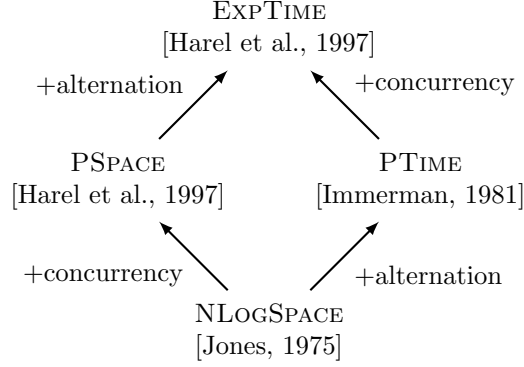 EXPTIME
[Harel et al., 1997]
+alternation
+concurrency
PSPACE
[Harel et al., 1997]
PTIME
[Immerman, 1981]
+concurrency
+alternation
NLOGSPACE
[Jones, 1975]